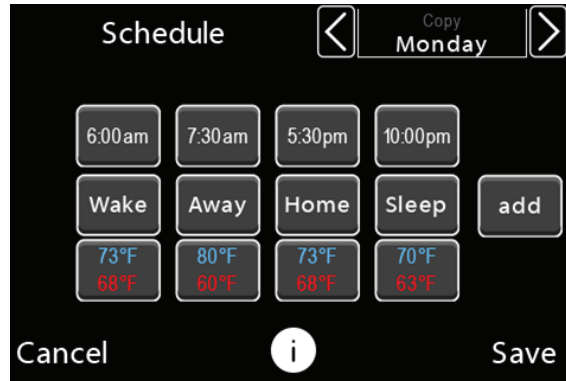 Schedule
Copy
Monday
6:00am 7:30am 5:30pm 10:00pm
Wake Away Home Sleep add
73°F 80°F 73°F 70°F
68°F 60°F 68°F 63°F
Cancel i Save